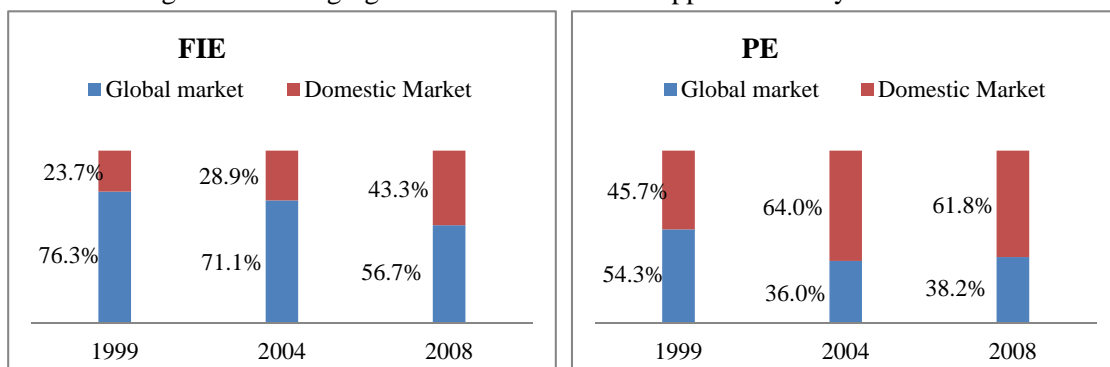 FIE
Global market Domestic Market
23.7% 28.9% 43.3%
76.3% 71.1% 56.7%
1999 2004 2008
PE
Global market Domestic Market
45.7% 64.0% 61.8%
54.3% 36.0% 38.2%
1999 2004 2008